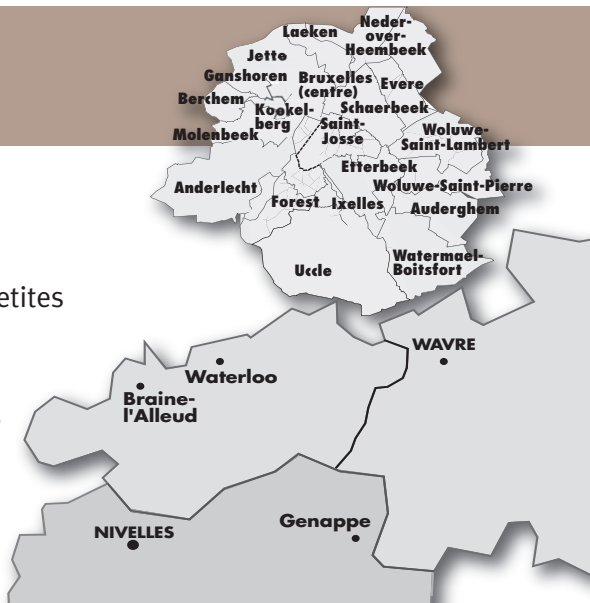 Neder-
over-
Heembeek
Laeken
Jette
Ganshoren
Bruxelles
(centre)
Evere
Berchem
Koekel-
berg
Schaerbeek
Molenbeek
Saint-
Josse
Woluwe-
Saint-Lambert
Etterbeek
Anderlecht
Woluwe-Saint-Pierre
Forest
Ixelles
Auderghem
Uccle
Watermael-
Boitsfort
etites
WAVRE
Waterloo
Braine-
l'Alleud
NIVELLES
Genappe